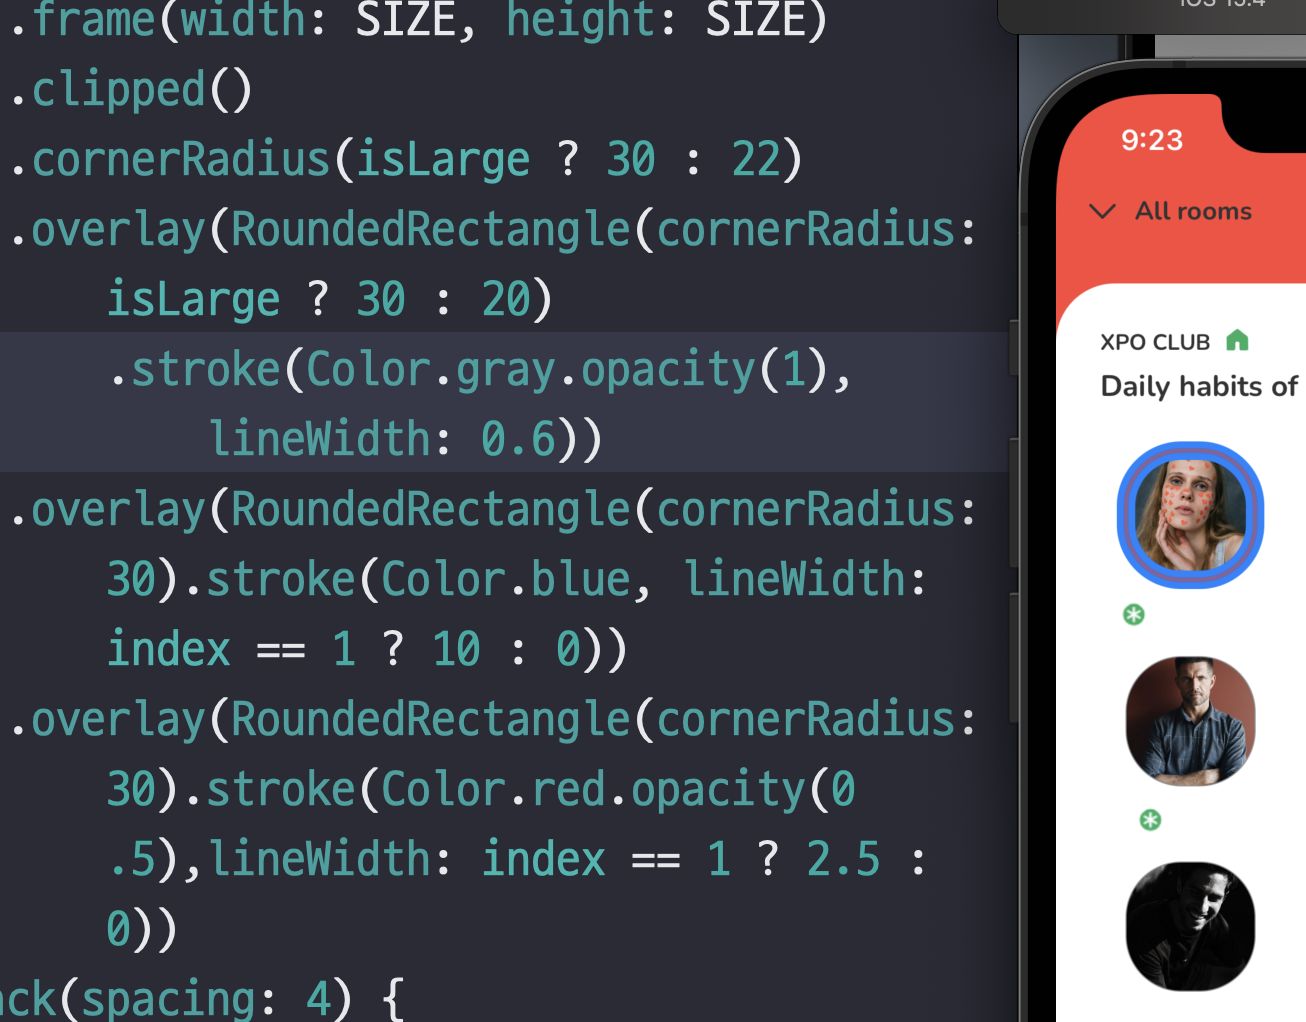 .frame(width: SIZE, height: SIZE)
.clipped()
.cornerRadius(isLarge ? 30 : 22)
.overlay(RoundedRectangle(cornerRadius:
isLarge ? 30 : 20)
.stroke(Color.gray.opacity(1),
lineWidth: 0.6))
.overlay(RoundedRectangle(cornerRadius:
30).stroke(Color.blue, lineWidth:
index == 1 ? 10 : 0))
.overlay(RoundedRectangle(cornerRadius:
30).stroke(Color.red.opacity(0
.5),lineWidth: index == 1 ? 2.5 :
0))
ack(spacing: 4) {
iOS 15.4
9:23
All rooms
XPO CLUB
Daily habits of